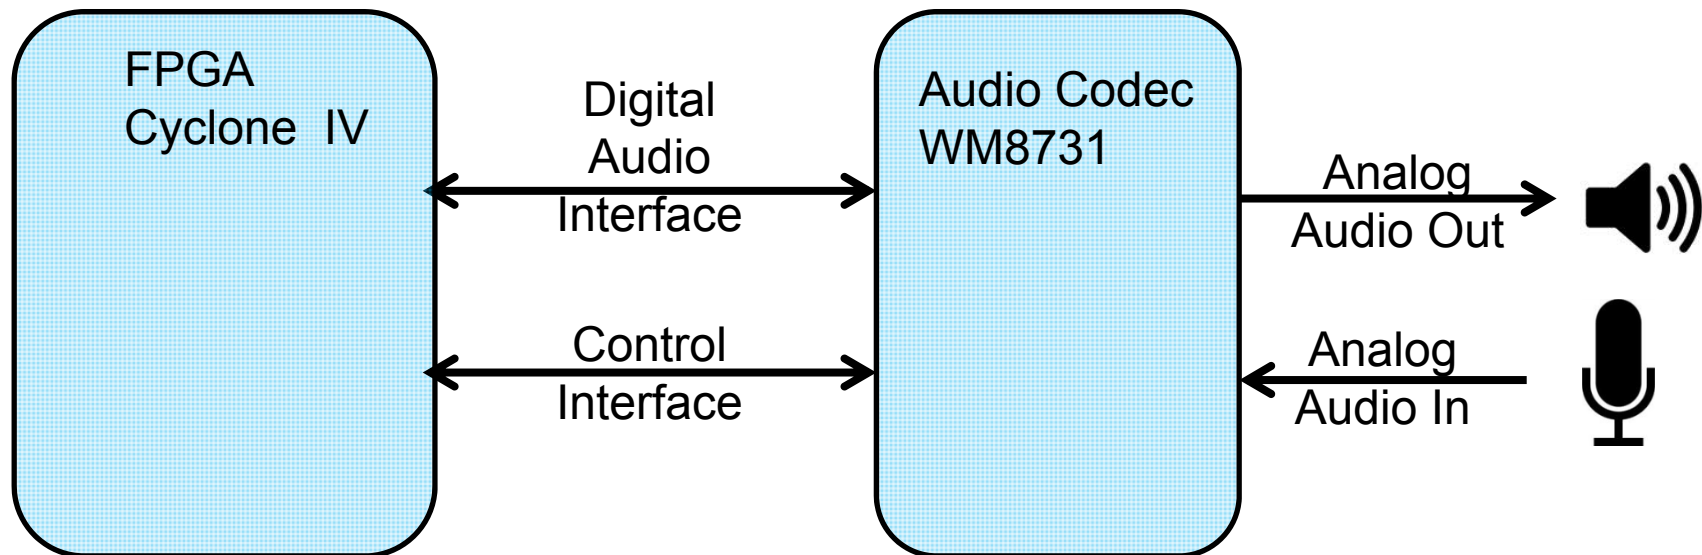 FPGA
Cyclone IV
Digital
Audio
Interface
Control
Interface
Audio Codec
WM8731
Analog
Audio Out
Analog
Audio In